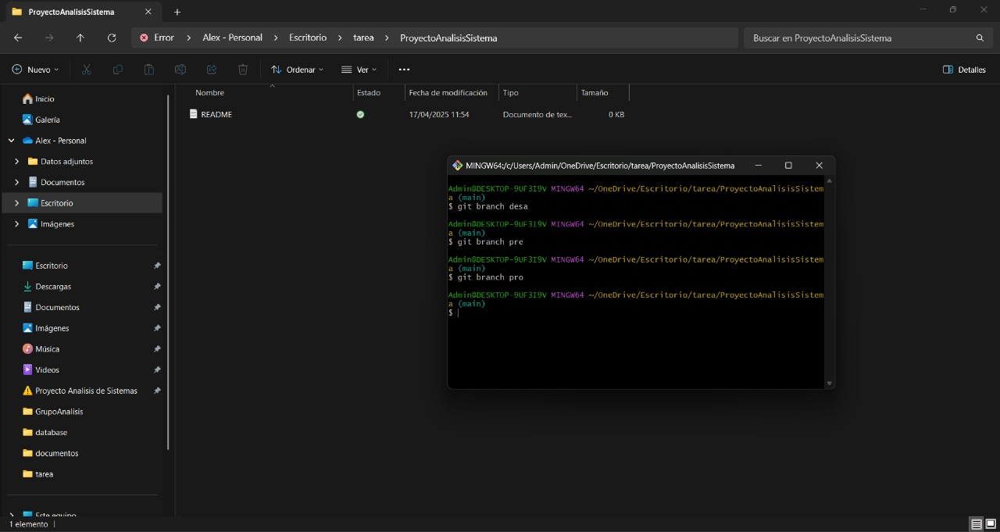 ProyectoAnalisisSistema
Error > Alex - Personal > Escritorio > tarea > ProyectoAnalisisSistema
Buscar en ProyectoAnalisisSistema
Nuevo
Ordenar
Ver
Detalles
Inicio
Galería
Alex - Personal
Datos adjuntos
Documentos
Escritorio
Imágenes
Escritorio
Descargas
Documentos
Imágenes
Música
Videos
Proyecto Analisis de Sistemas
GrupoAnalisis
database
documentos
tarea
Este equipo
1 elemento
Nombre Estado Fecha de modificación Tipo Tamaño
README 17/04/2025 11:54 Documento de tex... 0 KB
MINGW64:/c/Users/Admin/OneDrive/Escritorio/tarea/ProyectoAnalisisSistema
Admin@DESKTOP-9UF3I9V MINGW64 ~/OneDrive/Escritorio/tarea/ProyectoAnalisisSistem
a (main)
$ git branch desa
Admin@DESKTOP-9UF3I9V MINGW64 ~/OneDrive/Escritorio/tarea/ProyectoAnalisisSistem
a (main)
$ git branch pre
Admin@DESKTOP-9UF3I9V MINGW64 ~/OneDrive/Escritorio/tarea/ProyectoAnalisisSistem
a (main)
$ git branch pro
Admin@DESKTOP-9UF3I9V MINGW64 ~/OneDrive/Escritorio/tarea/ProyectoAnalisisSistem
a (main)
$